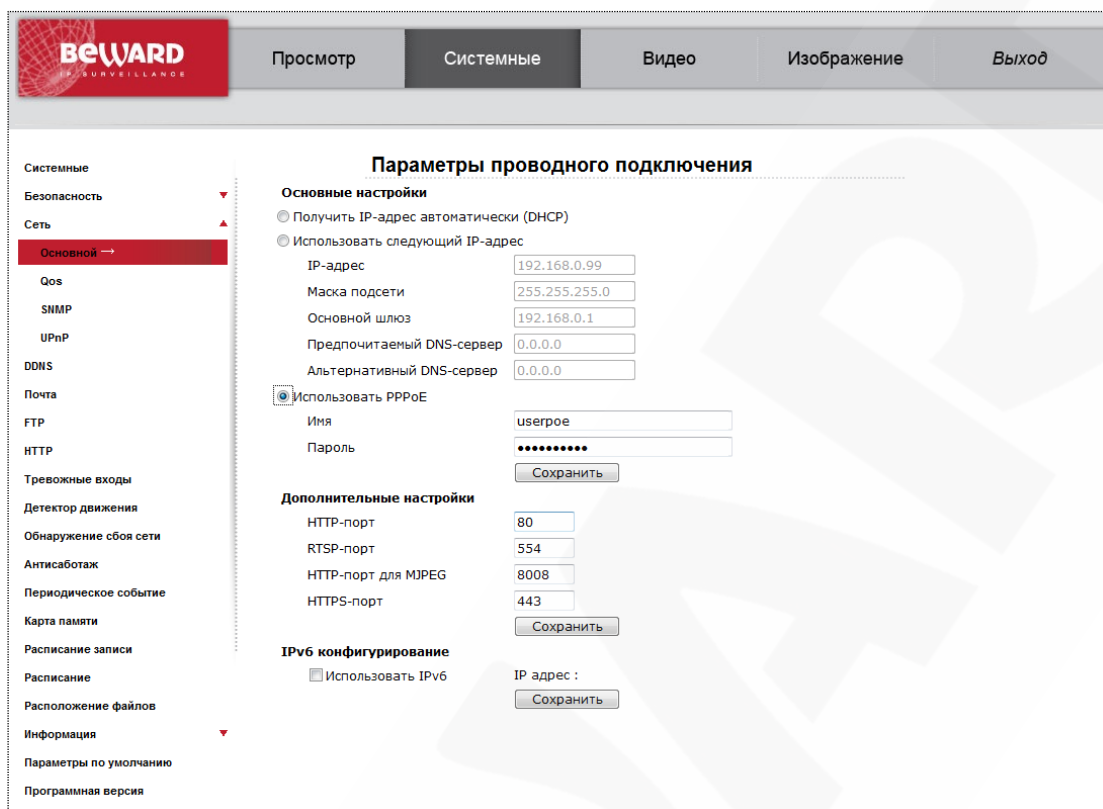 BEWARD
IP SURVEILLANCE
Просмотр
Системные
Видео
Изображение
Выход
Системные
Безопасность
Сеть
Основной →
Qos
SNMP
UPnP
DDNS
Почта
FTP
HTTP
Тревожные входы
Детектор движения
Обнаружение сбоя сети
Антисаботаж
Периодическое событие
Карта памяти
Расписание записи
Расписание
Расположение файлов
Информация
Параметры по умолчанию
Программная версия
Параметры проводного подключения
Основные настройки
Получить IP-адрес автоматически (DHCP)
Использовать следующий IP-адрес
IP-адрес 192.168.0.99
Маска подсети 255.255.255.0
Основной шлюз 192.168.0.1
Предпочитаемый DNS-сервер 0.0.0.0
Альтернативный DNS-сервер 0.0.0.0
Использовать PPPoE
Имя userpoe
Пароль ••••••••••
Сохранить
Дополнительные настройки
HTTP-порт 80
RTSP-порт 554
HTTP-порт для MJPEG 8008
HTTPS-порт 443
Сохранить
IPv6 конфигурирование
Использовать IPv6 IP адрес :
Сохранить